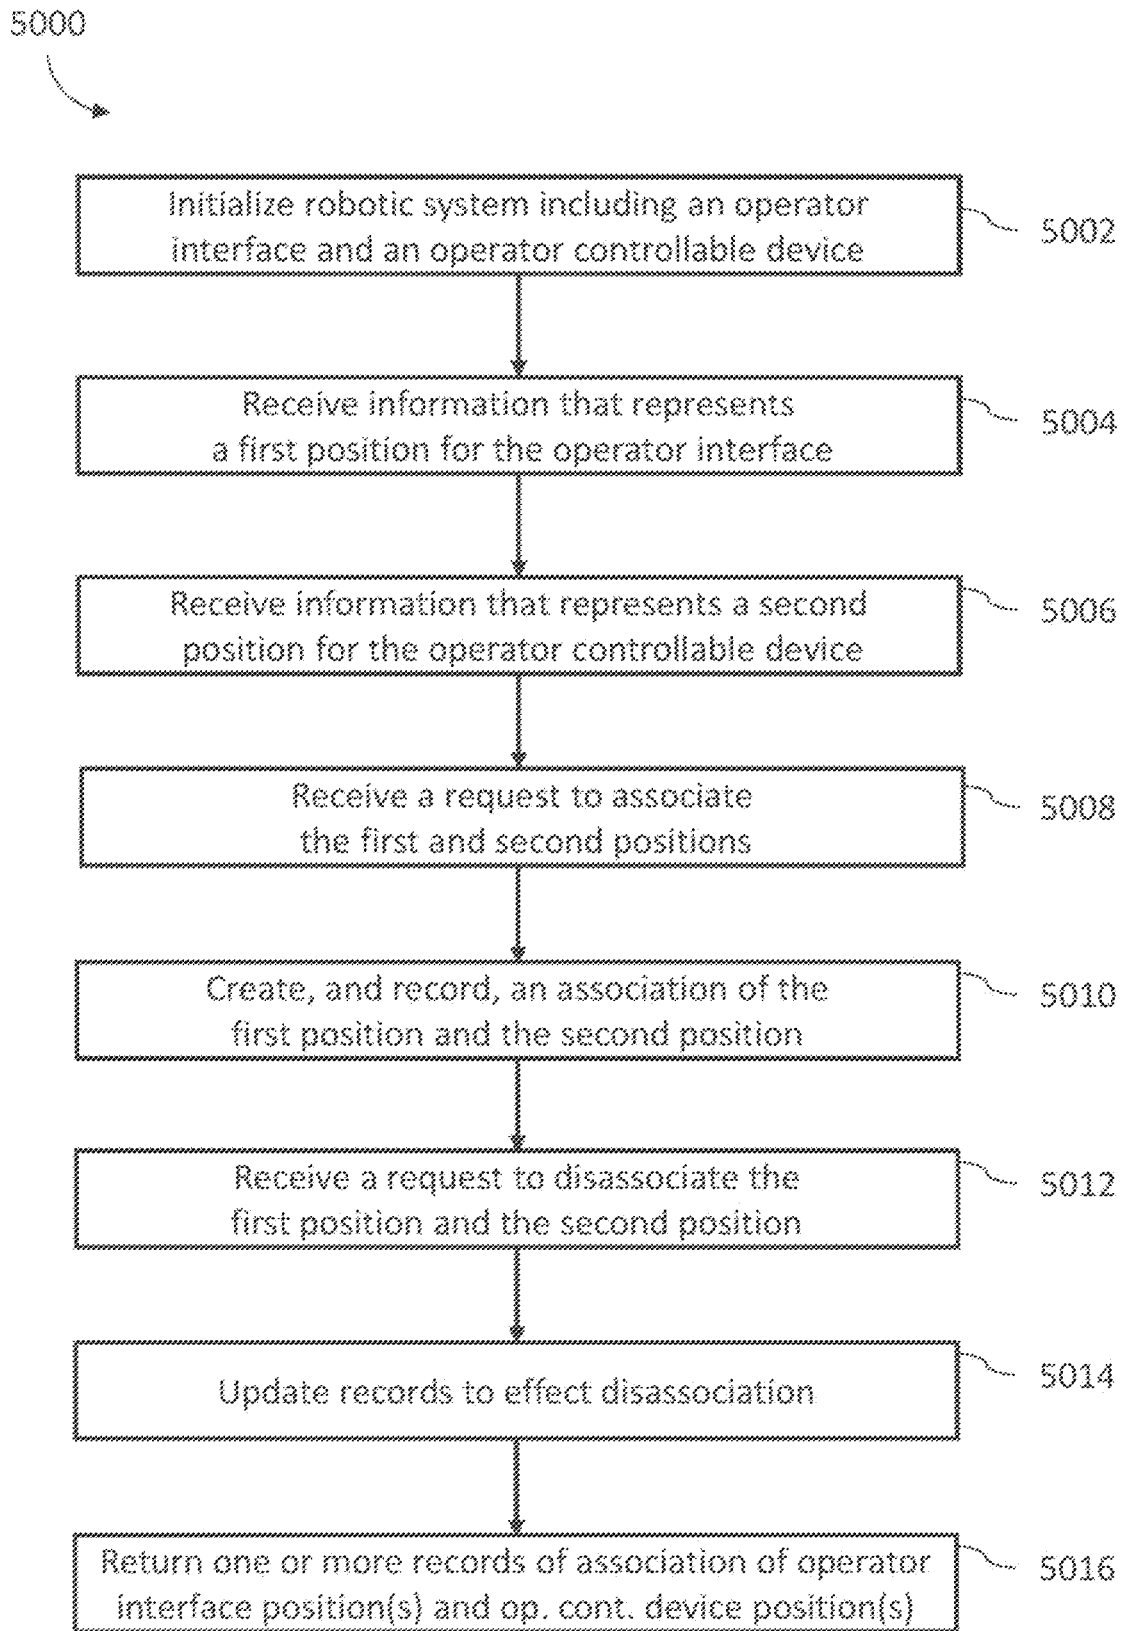 5000
Initialize robotic system including an operator
interface and an operator controllable device
5002
Receive information that represents
a first position for the operator interface
5004
Receive information that represents a second
position for the operator controllable device
5006
Receive a request to associate
the first and second positions
5008
Create, and record, an association of the
first position and the second position
5010
Receive a request to disassociate the
first position and the second position
5012
Update records to effect disassociation
5014
Return one or more records of association of operator
interface position(s) and op. cont. device position(s)
5016